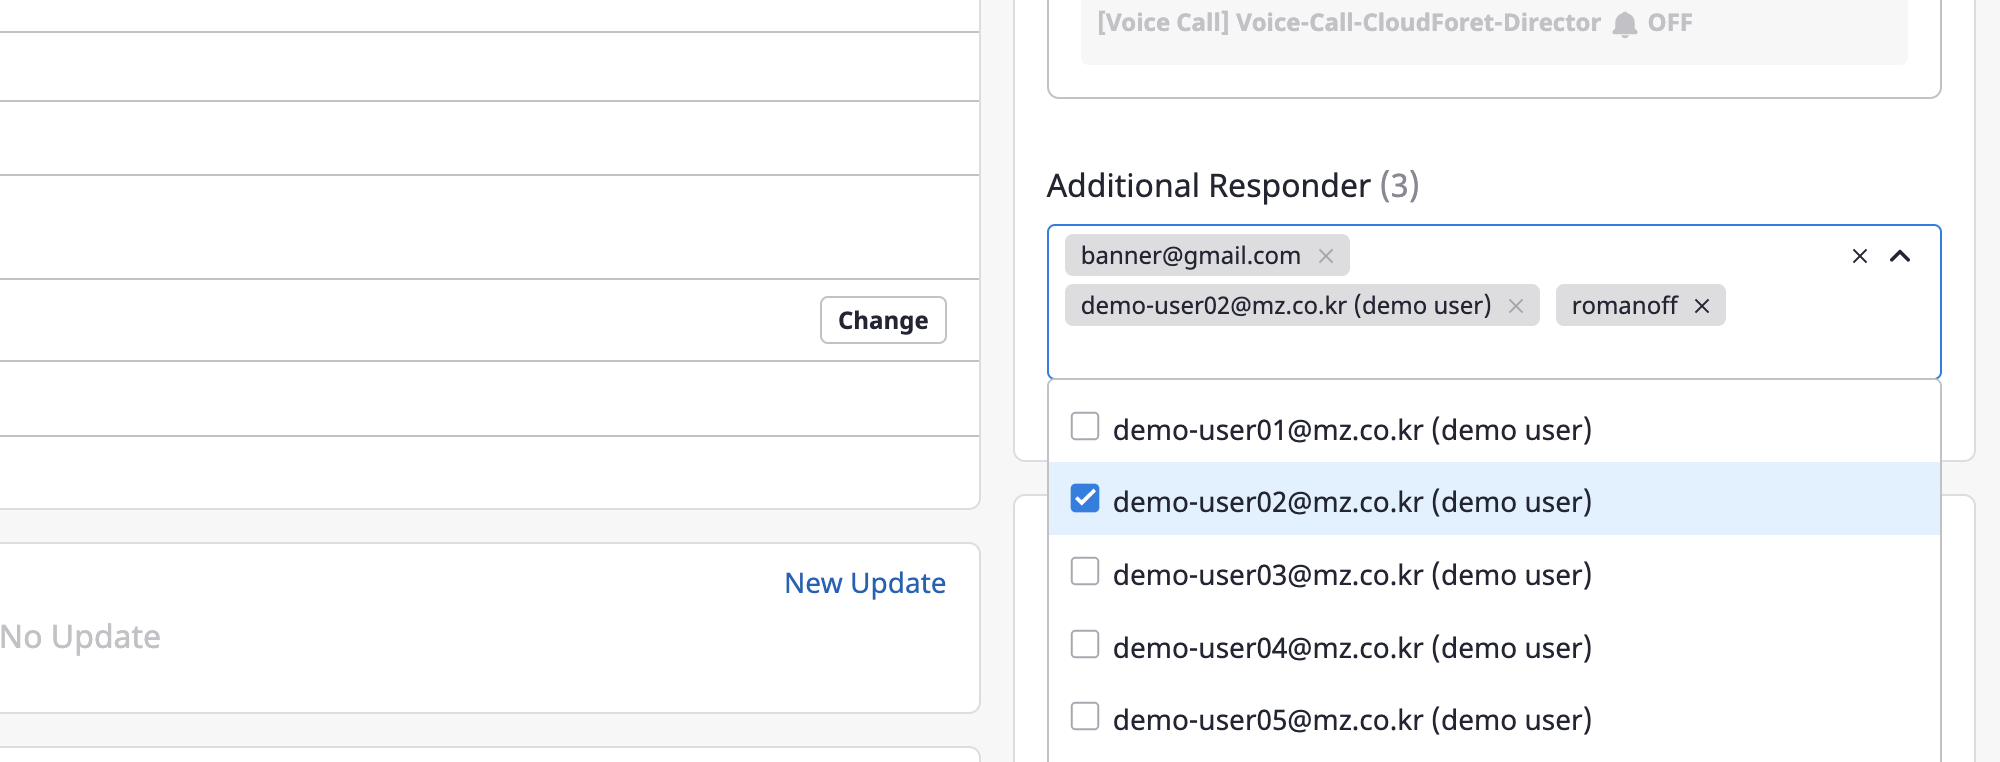 [Voice Call] Voice-Call-CloudForet-Director OFF
Additional Responder (3)
banner@gmail.com
demo-user02@mz.co.kr (demo user) romanoff
Change
demo-user01@mz.co.kr (demo user)
demo-user02@mz.co.kr (demo user)
demo-user03@mz.co.kr (demo user)
demo-user04@mz.co.kr (demo user)
demo-user05@mz.co.kr (demo user)
New Update
No Update